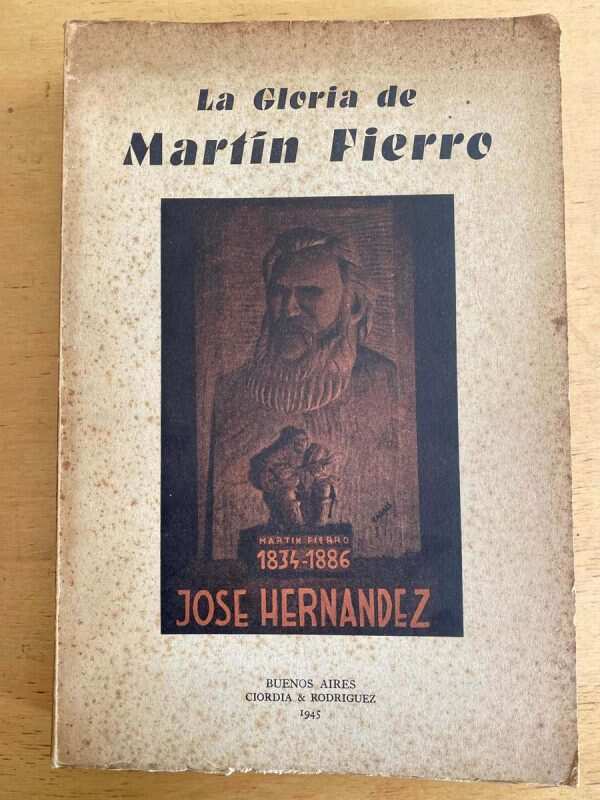 La Gloria de
Martín Fierro
MARTIN FIERRO
1834-1886
JOSE HERNANDEZ
BUENOS AIRES
CIORDIA & RODRIGUEZ
1945